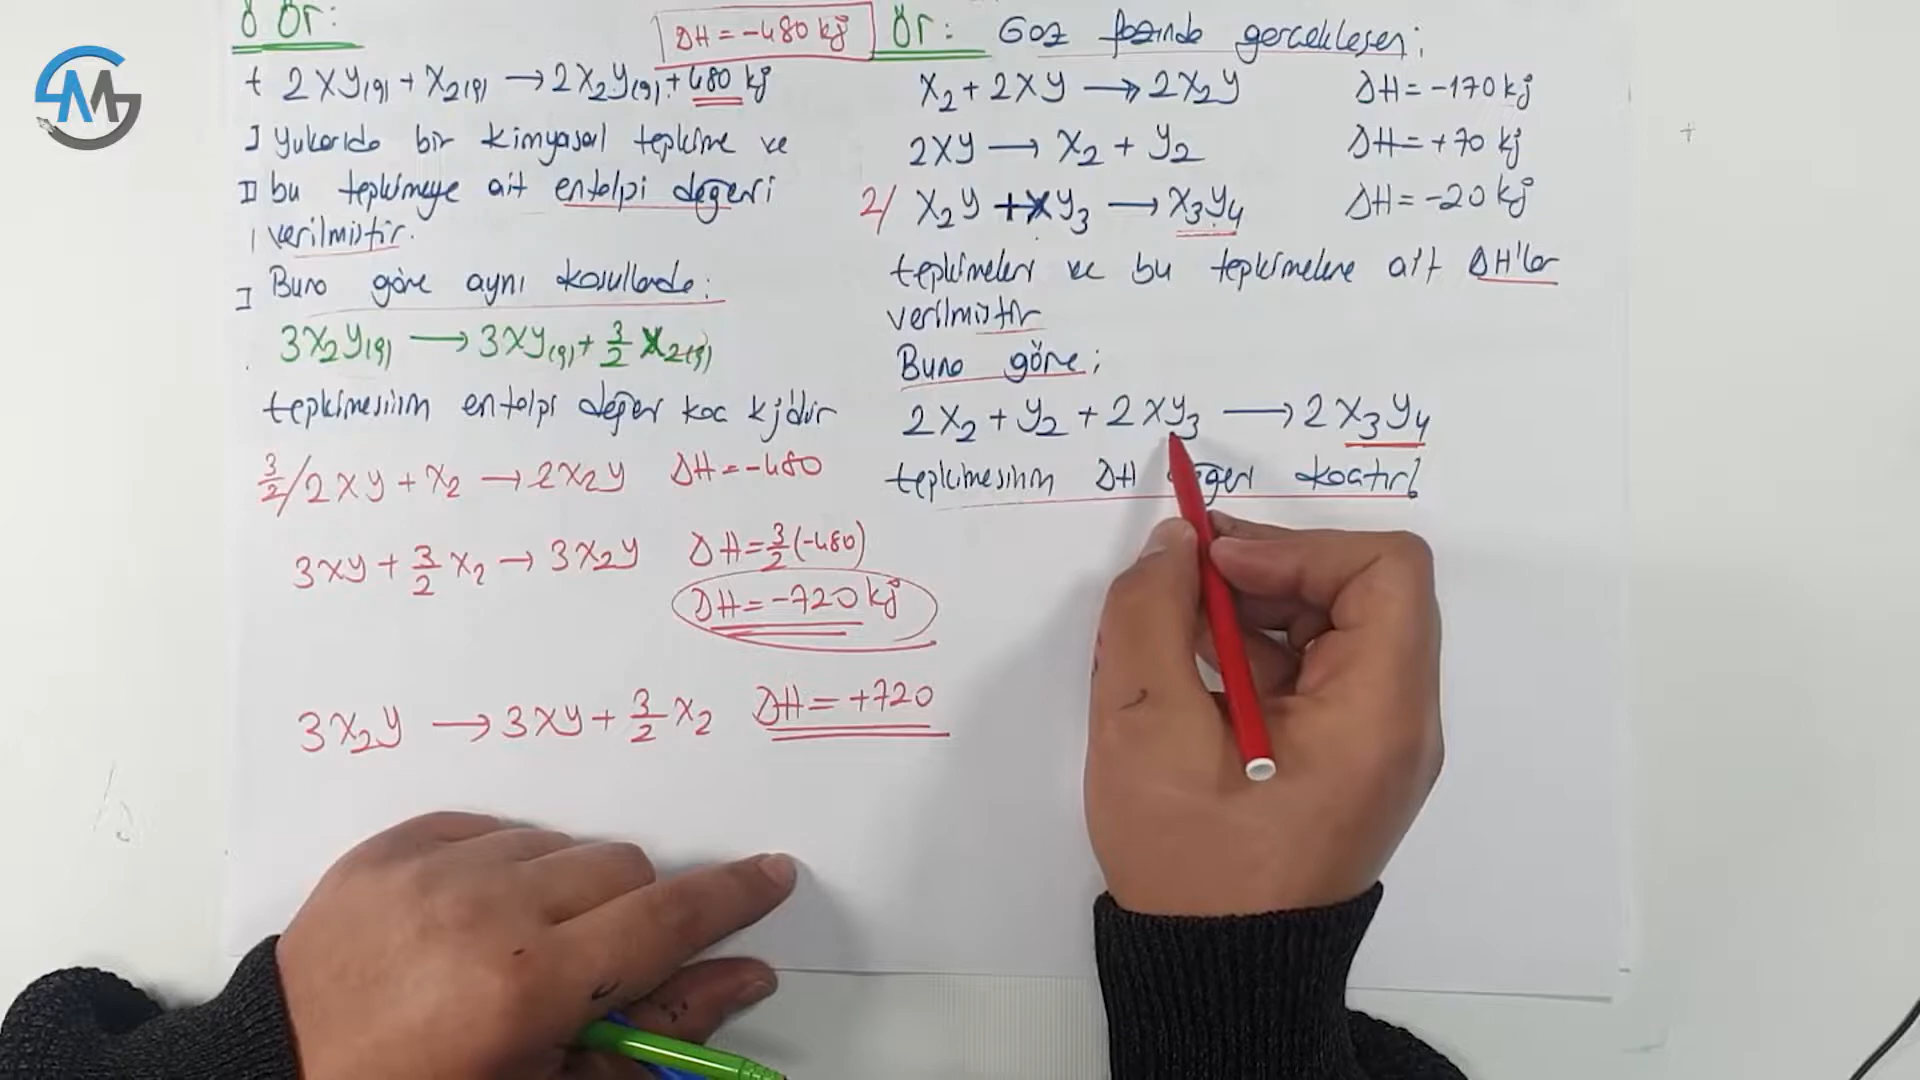 Ör:
2XY(g) + X2(g) → 2X2Y(g) + 480 kj
ΔH = -480 kj
I Yukarıda bir kimyasal tepkime ve
II bu tepkimeye ait entalpi değeri
verilmiştir.
I Buna göre aynı koşullarda:
3X2Y(g) → 3XY(g) + 3/2 X2(g)
tepkimesinin entalpi değer kaç kj'dür
3/2 / 2XY + X2 → 2X2Y ΔH = -480
3XY + 3/2 X2 → 3X2Y ΔH = 3/2 (-480)
ΔH = -720 kj
3X2Y → 3XY + 3/2 X2 ΔH = +720
Ör: Gaz fazında gerçekleşen;
X2 + 2XY → 2X2Y ΔH = -170 kj
2XY → X2 + Y2 ΔH = +70 kj
2/ X2Y + XY3 → X3Y4 ΔH = -20 kj
tepkimeleri ve bu tepkimelere ait ΔH'lar
verilmiştir
Buna göre;
2X2 + Y2 + 2XY3 → 2X3Y4
tepkimesinin ΔH değeri kaçtır?